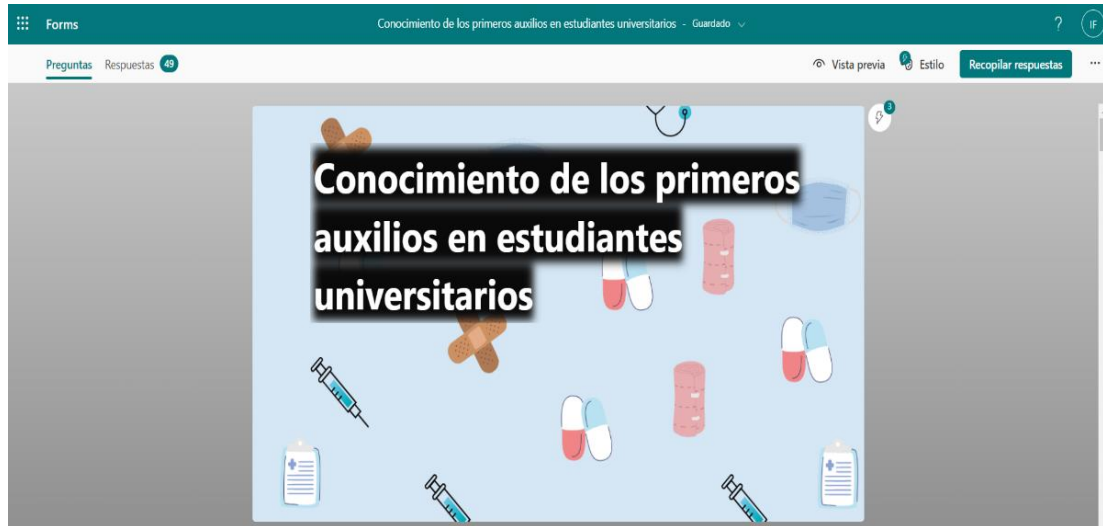 Forms
Conocimiento de los primeros auxilios en estudiantes universitarios - Guardado
? IF
Preguntas Respuestas 49
Vista previa Estilo Recopilar respuestas ...
3
Conocimiento de los primeros
auxilios en estudiantes
universitarios